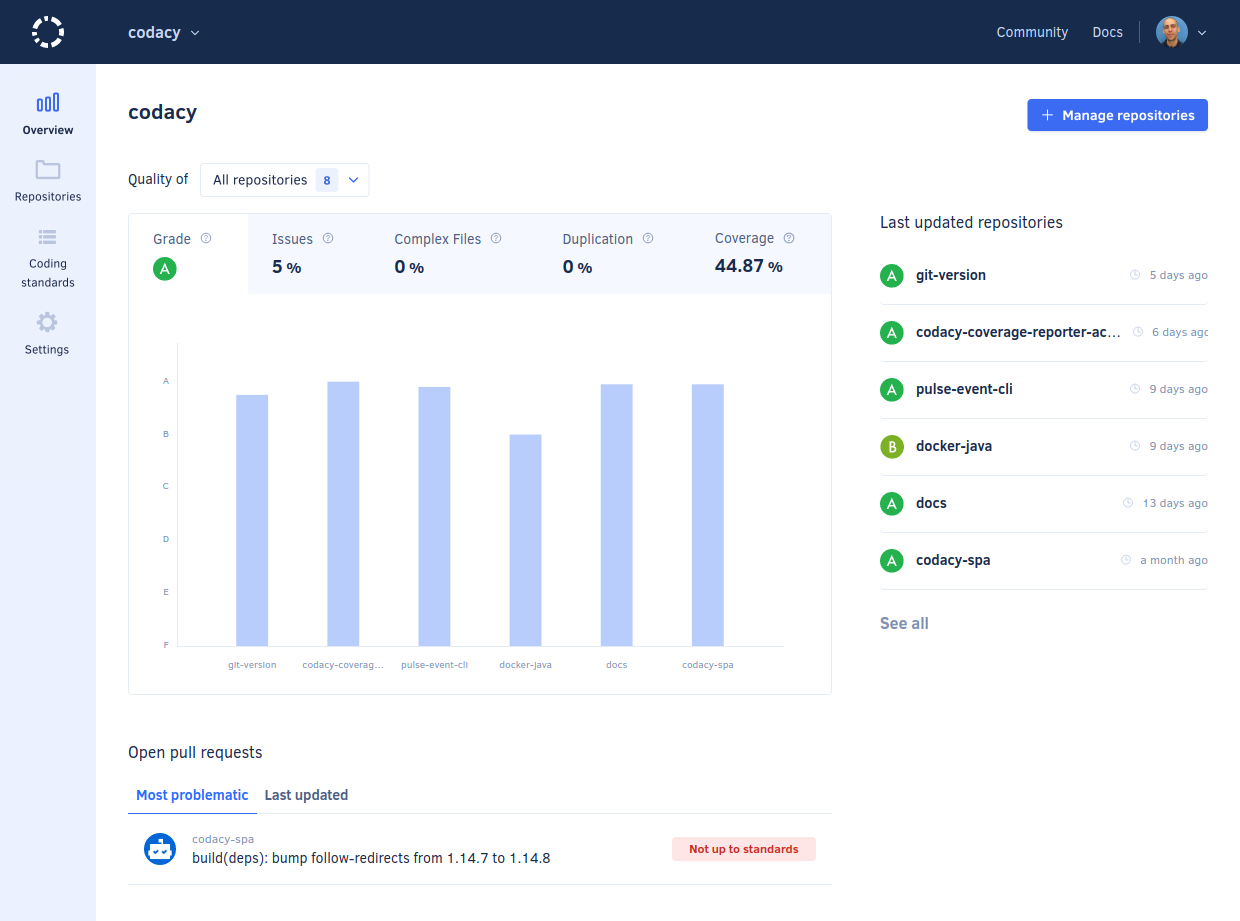 codacy
Community Docs
Overview
Repositories
Coding
standards
Settings
codacy
+ Manage repositories
Quality of All repositories 8
Grade ? Issues ? Complex Files ? Duplication ? Coverage ?
A 5 % 0 % 0 % 44.87 %
A
B
C
D
E
F
git-version codacy-coverag... pulse-event-cli docker-java docs codacy-spa
Last updated repositories
A git-version 5 days ago
A codacy-coverage-reporter-ac... 6 days ago
A pulse-event-cli 9 days ago
B docker-java 9 days ago
A docs 13 days ago
A codacy-spa a month ago
See all
Open pull requests
Most problematic Last updated
codacy-spa
build(deps): bump follow-redirects from 1.14.7 to 1.14.8
Not up to standards